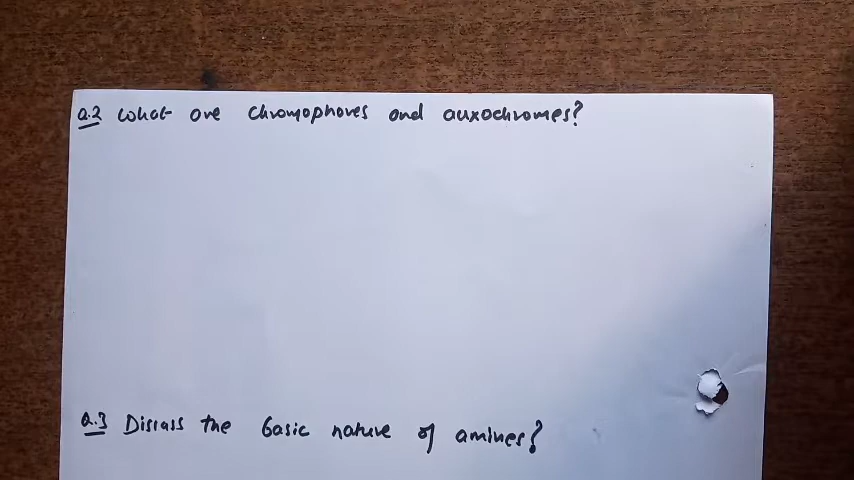 Q.2 What are chromophores and auxochromes?
Q.3 Discuss the basic nature of amines?